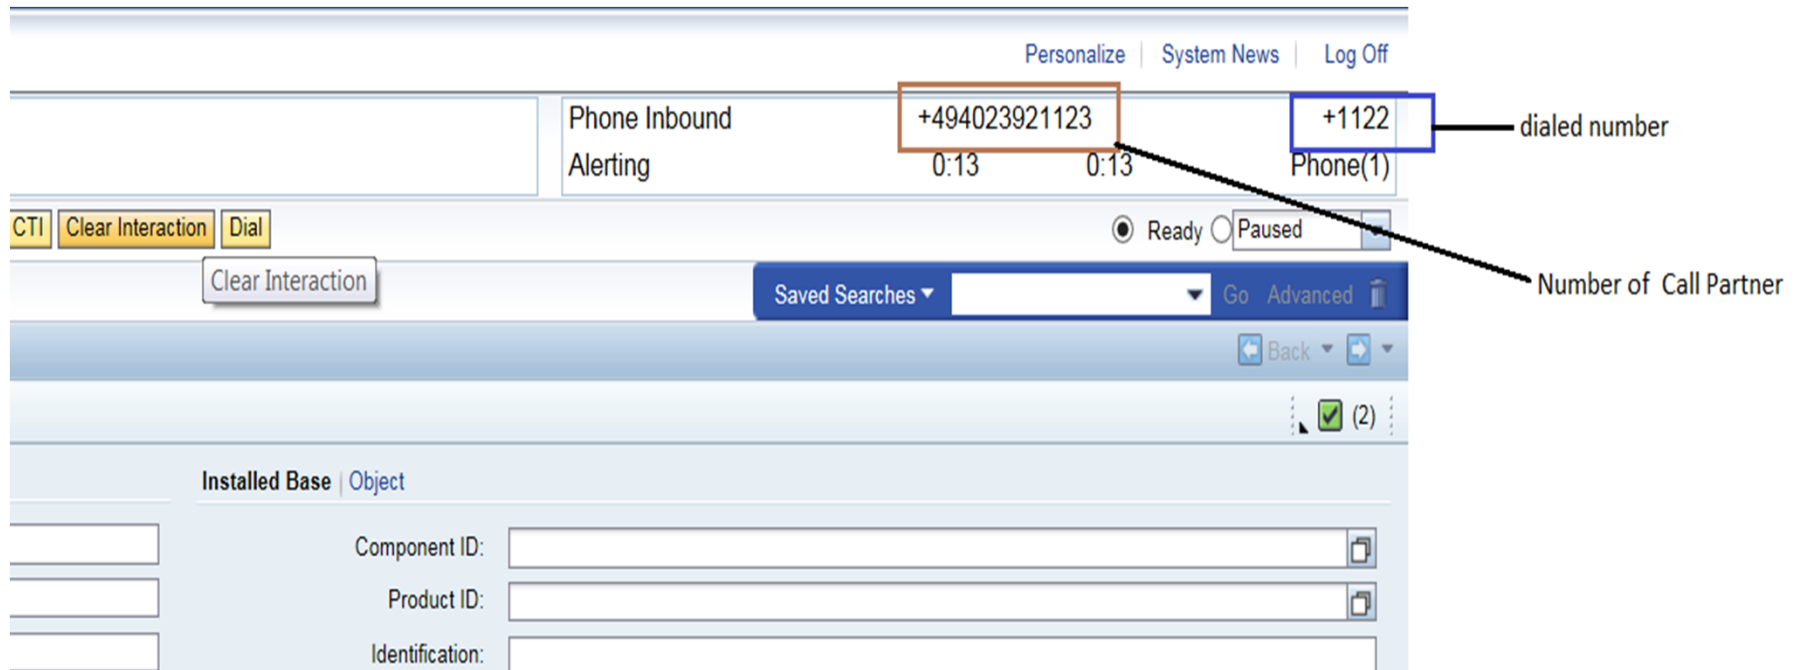 Personalize System News Log Off
Phone Inbound +494023921123 +1122
dialed number
Alerting 0:13 0:13 Phone(1)
CTI Clear Interaction Dial Ready Paused
Clear Interaction
Saved Searches Go Advanced
Number of Call Partner
Back
(2)
Installed Base Object
Component ID:
Product ID:
Identification: